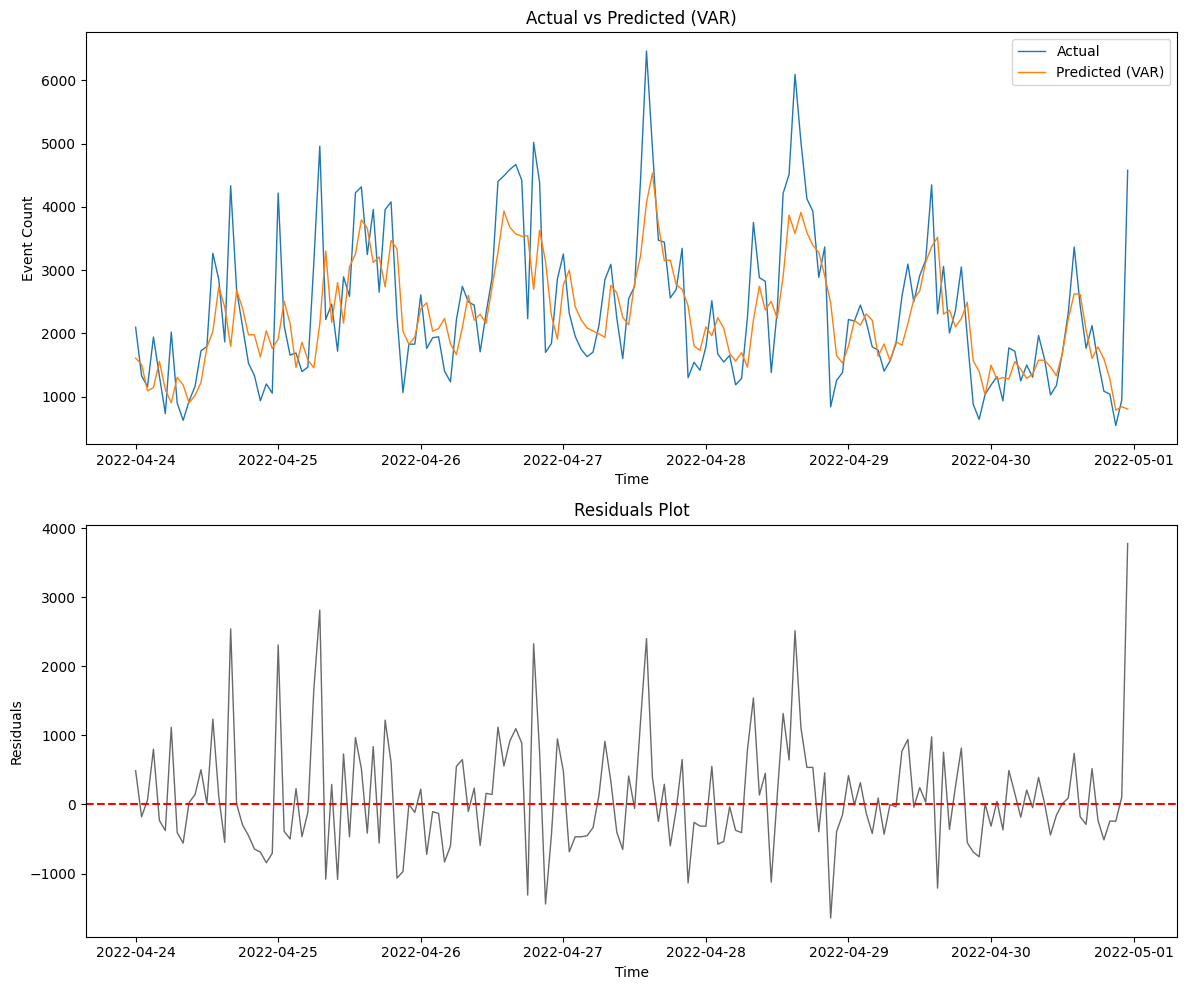 Actual vs Predicted (VAR)
Actual
Predicted (VAR)
Event Count
6000
5000
4000
3000
2000
1000
2022-04-24 2022-04-25 2022-04-26 2022-04-27 2022-04-28 2022-04-29 2022-04-30 2022-05-01
Time
Residuals Plot
Residuals
4000
3000
2000
1000
0
−1000
2022-04-24 2022-04-25 2022-04-26 2022-04-27 2022-04-28 2022-04-29 2022-04-30 2022-05-01
Time